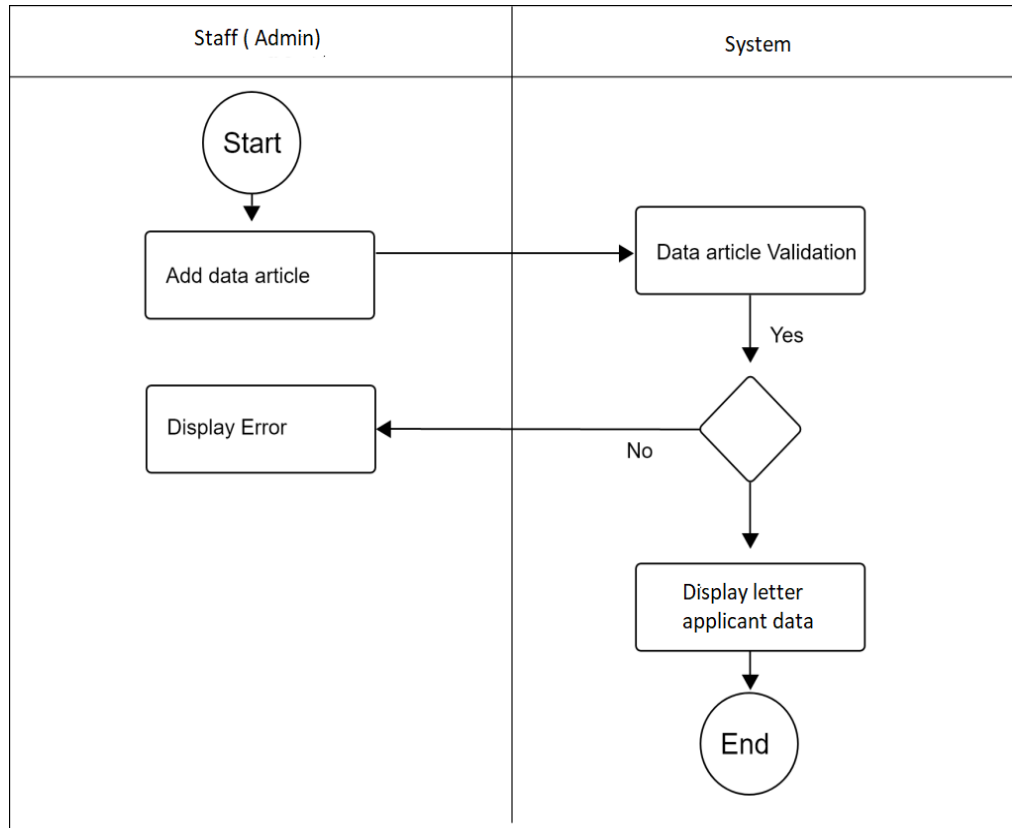 Staff ( Admin)
System
Start
Add data article
Data article Validation
Yes
Display Error
No
Display letter
applicant data
End